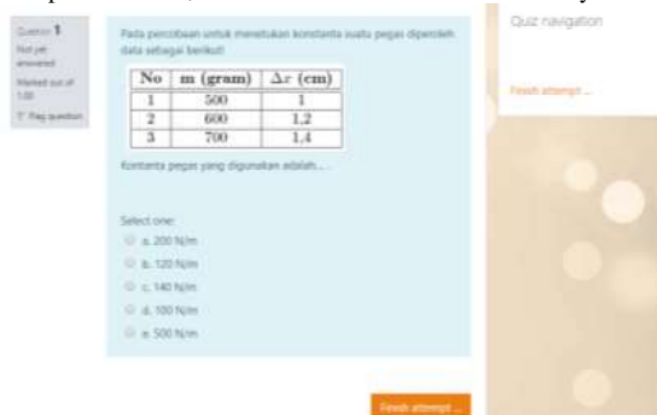 Question 1
Not yet
answered
Marked out of
1.00
Flag question
Pada percobaan untuk menetukan konstanta suatu pegas diperoleh
data sebagai berikut!
No m (gram) Δx (cm)
1 500 1
2 600 1,2
3 700 1,4
Kontanta pegas yang digunakan adalah....
Select one:
a. 200 N/m
b. 120 N/m
c. 140 N/m
d. 100 N/m
e. 500 N/m
Finish attempt ...
Quiz navigation
Finish attempt ...